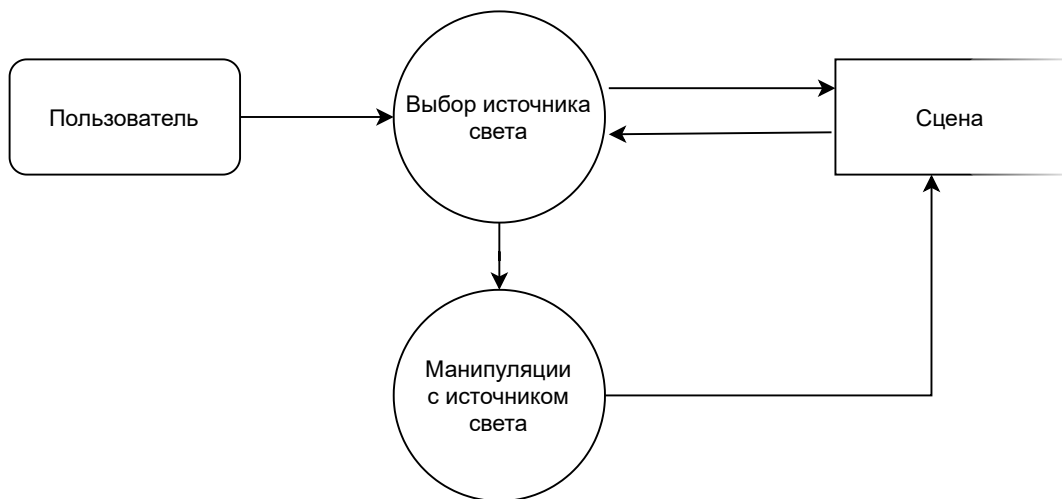 Пользователь
Выбор источника
света
Сцена
Манипуляции
с источником
света